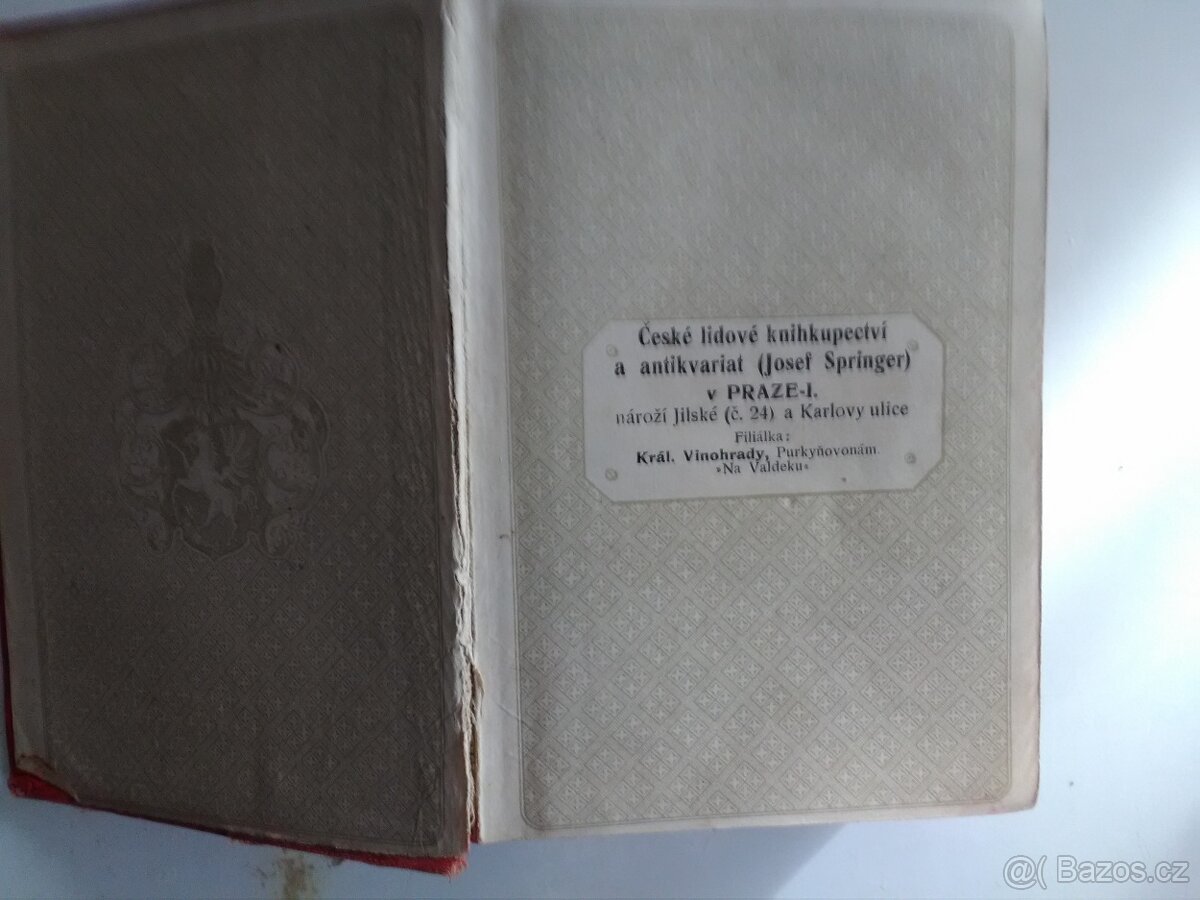 České lidové knihkupectví
a antikvariat (Josef Springer)
v PRAZE-I.
nároží Jilské (č. 24) a Karlovy ulice
Filiálka:
Král. Vinohrady, Purkyňovonám.
»Na Valdeku«
@( Bazos.cz